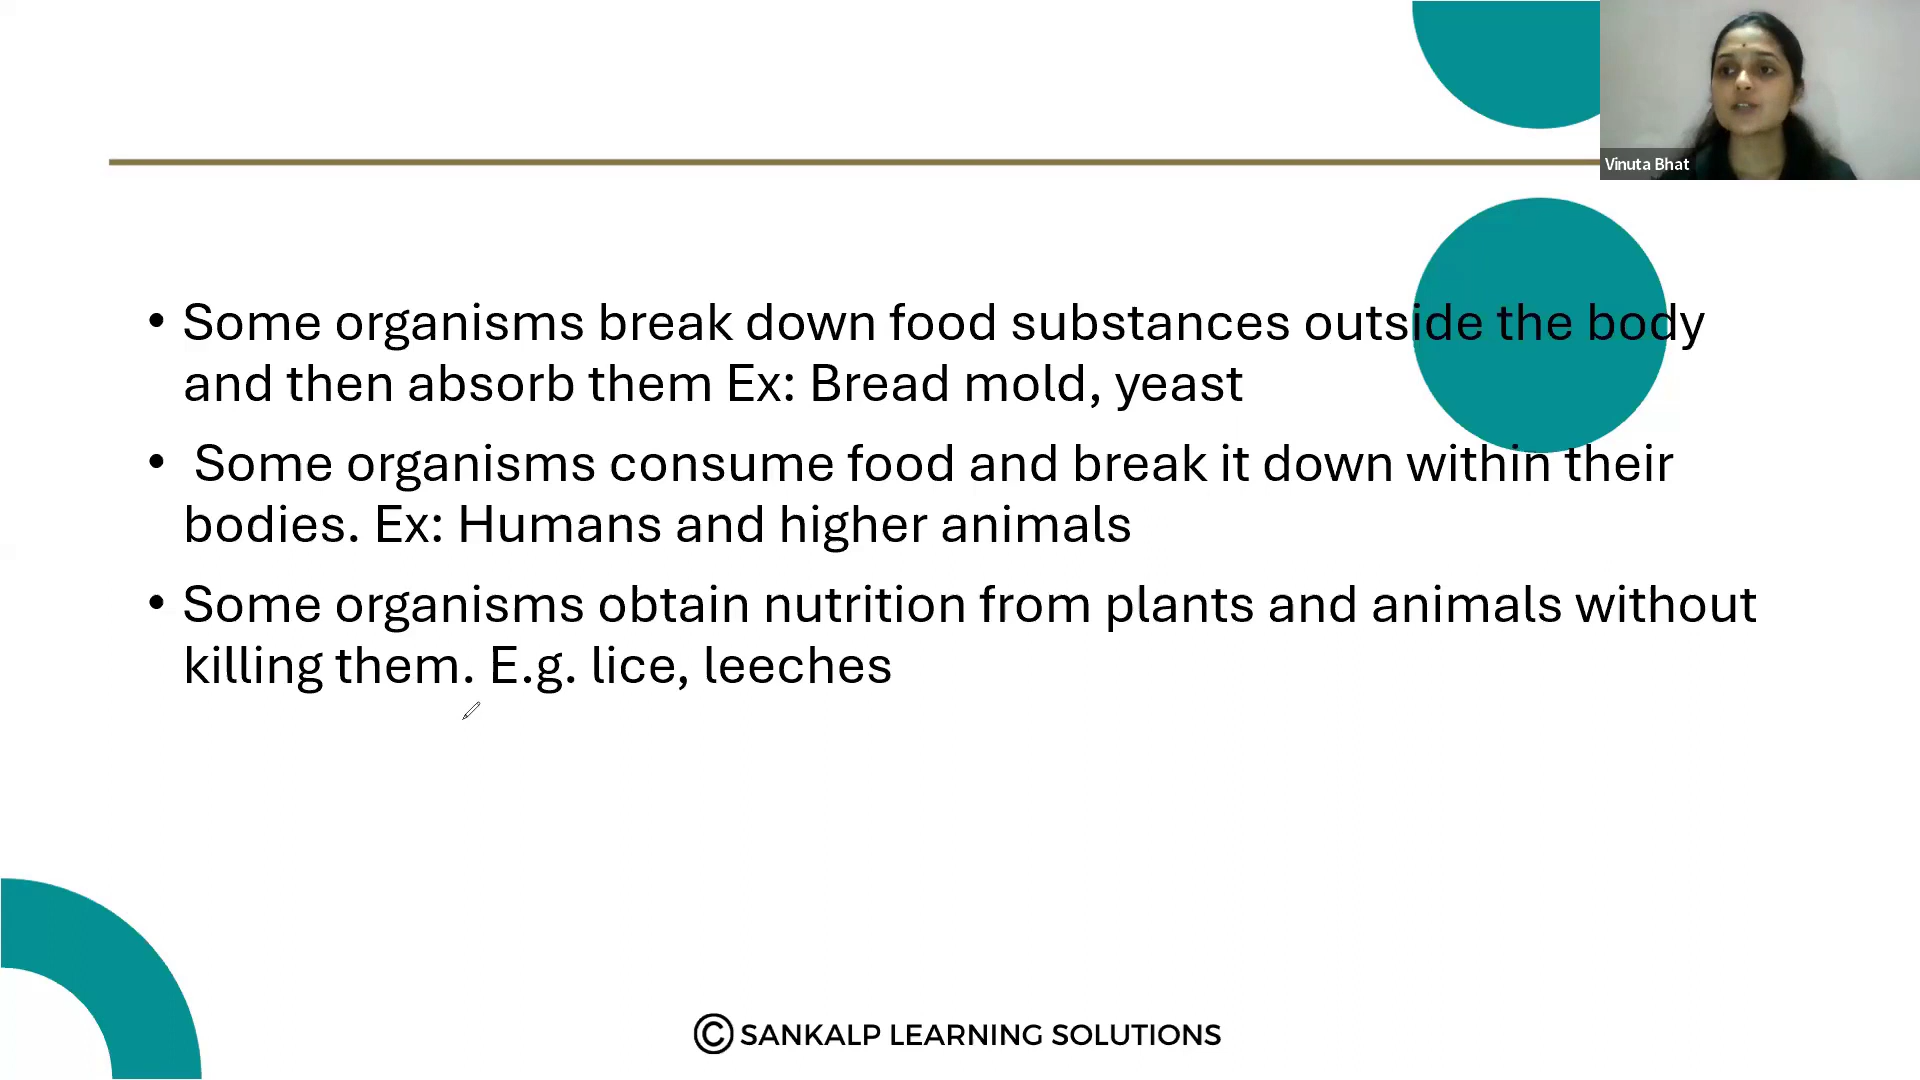 Vinuta Bhat
• Some organisms break down food substances outside the body
and then absorb them Ex: Bread mold, yeast
• Some organisms consume food and break it down within their
bodies. Ex: Humans and higher animals
• Some organisms obtain nutrition from plants and animals without
killing them. E.g. lice, leeches
© SANKALP LEARNING SOLUTIONS